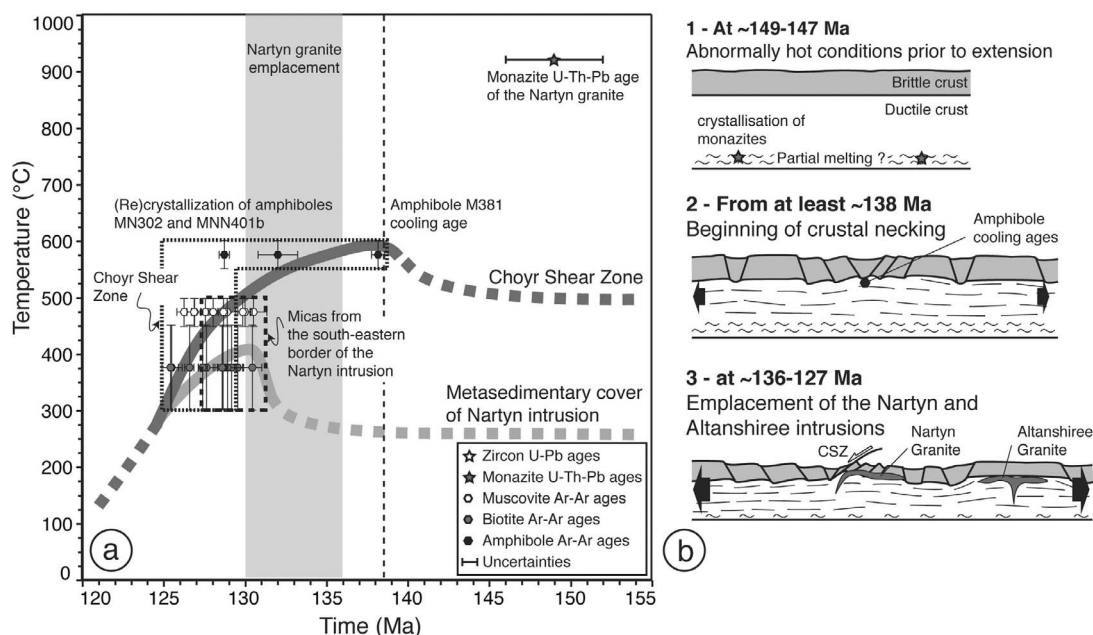 1000
900
800
700
600
500
400
300
200
100
0
Temperature (°C)
120
125
130
135
140
145
150
155
Time (Ma)
Nartyn granite
emplacement
Monazite U-Th-Pb age
of the Nartyn granite
(Re)crystallization of amphiboles
MN302 and MNN401b
Amphibole M381
cooling age
Choyr Shear
Zone
Choyr Shear Zone
Micas from
the south-eastern
border of the
Nartyn intrusion
Metasedimentary cover
of Nartyn intrusion
Zircon U-Pb ages
Monazite U-Th-Pb ages
Muscovite Ar-Ar ages
Biotite Ar-Ar ages
Amphibole Ar-Ar ages
Uncertainties
a
1 - At ~149-147 Ma
Abnormally hot conditions prior to extension
Brittle crust
Ductile crust
crystallisation of
monazites
Partial melting ?
2 - From at least ~138 Ma
Beginning of crustal necking
Amphibole
cooling ages
3 - at ~136-127 Ma
Emplacement of the Nartyn and
Altanshiree intrusions
CSZ
Nartyn
Granite
Altanshiree
Granite
b